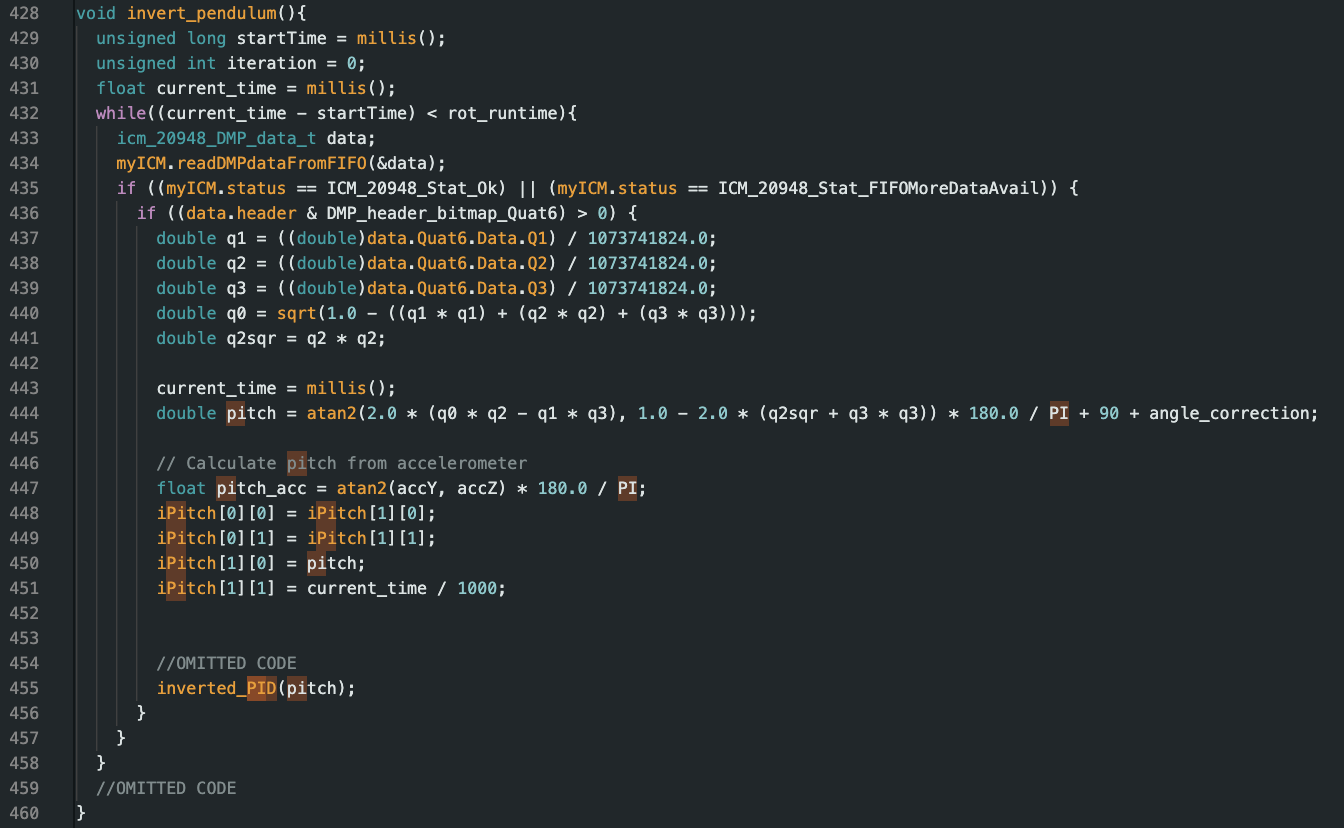 428 void invert_pendulum(){
429 unsigned long startTime = millis();
430 unsigned int iteration = 0;
431 float current_time = millis();
432 while((current_time - startTime) < rot_runtime){
433 icm_20948_DMP_data_t data;
434 myICM.readDMPdataFromFIFO(&data);
435 if ((myICM.status == ICM_20948_Stat_Ok) || (myICM.status == ICM_20948_Stat_FIFOMoreDataAvail)) {
436 if ((data.header & DMP_header_bitmap_Quat6) > 0) {
437 double q1 = ((double)data.Quat6.Data.Q1) / 1073741824.0;
438 double q2 = ((double)data.Quat6.Data.Q2) / 1073741824.0;
439 double q3 = ((double)data.Quat6.Data.Q3) / 1073741824.0;
440 double q0 = sqrt(1.0 - ((q1 * q1) + (q2 * q2) + (q3 * q3)));
441 double q2sqr = q2 * q2;
442
443 current_time = millis();
444 double pitch = atan2(2.0 * (q0 * q2 - q1 * q3), 1.0 - 2.0 * (q2sqr + q3 * q3)) * 180.0 / PI + 90 + angle_correction;
445
446 // Calculate pitch from accelerometer
447 float pitch_acc = atan2(accY, accZ) * 180.0 / PI;
448 iPitch[0][0] = iPitch[1][0];
449 iPitch[0][1] = iPitch[1][1];
450 iPitch[1][0] = pitch;
451 iPitch[1][1] = current_time / 1000;
452
453
454 //OMITTED CODE
455 inverted_PID(pitch);
456 }
457 }
458 }
459 //OMITTED CODE
460 }